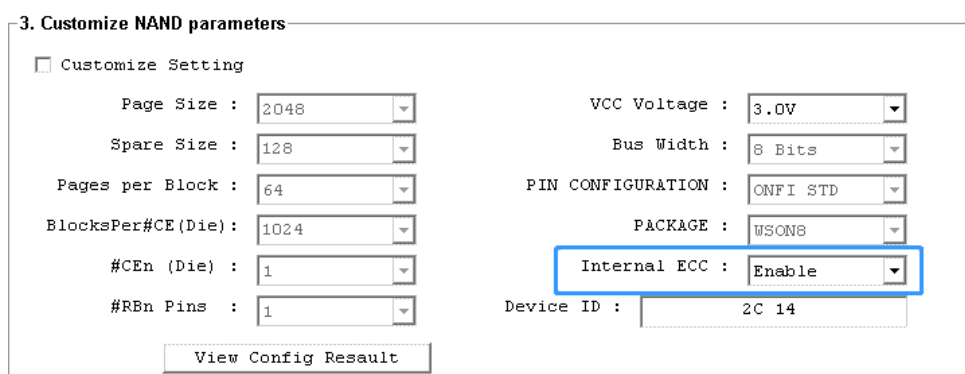 3. Customize NAND parameters
Customize Setting
Page Size : 2048 VCC Voltage : 3.0V
Spare Size : 128 Bus Width : 8 Bits
Pages per Block : 64 PIN CONFIGURATION : ONFI STD
BlocksPer#CE(Die): 1024 PACKAGE : WSON8
#CEn (Die) : 1 Internal ECC : Enable
#RBn Pins : 1 Device ID : 2C 14
View Config Resault